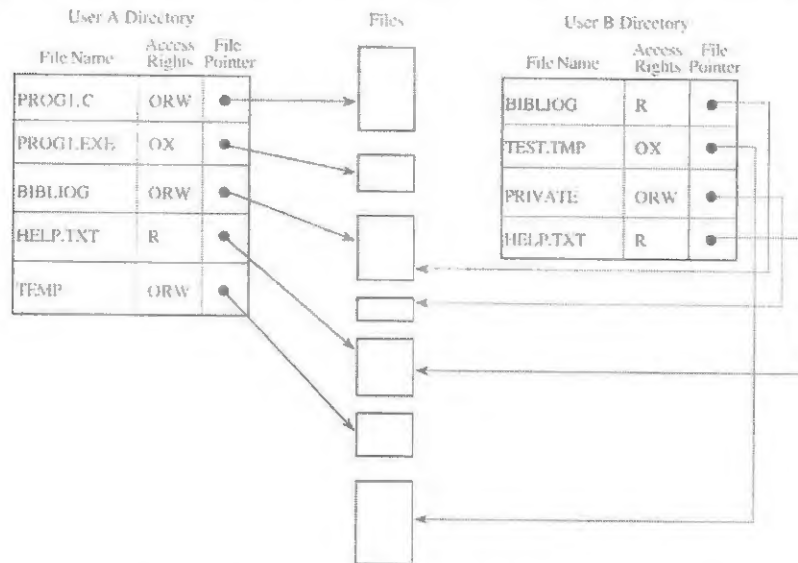 User A Directory
File Name Access Rights File Pointer
PROG1.C ORW
PROG1.EXE OX
BIBLIOG ORW
HELP.TXT R
TEMP ORW
Files
User B Directory
File Name Access Rights File Pointer
BIBLIOG R
TEST.TMP OX
PRIVATE ORW
HELP.TXT R